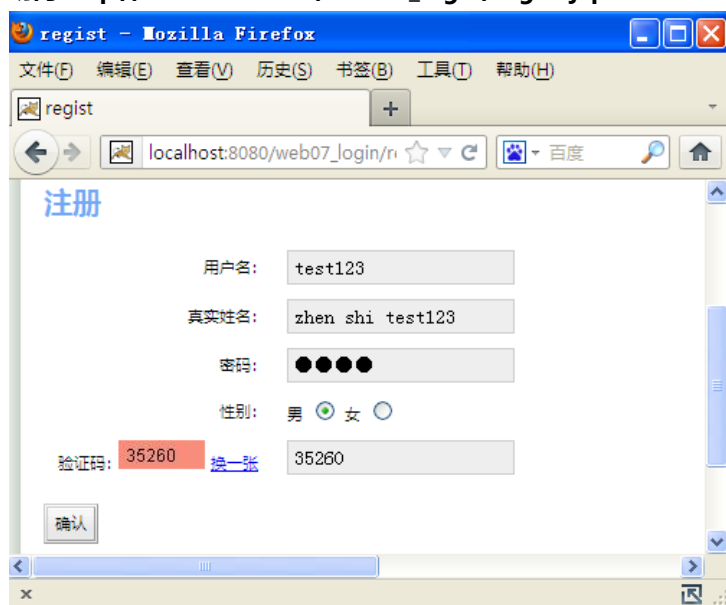 regist - Mozilla Firefox
文件(F) 编辑(E) 查看(V) 历史(S) 书签(B) 工具(T) 帮助(H)
regist
localhost:8080/web07_login/r 百度
注册
用户名: test123
真实姓名: zhen shi test123
密码: ●●●●
性别: 男 女
验证码: 35260 换一张 35260
确认